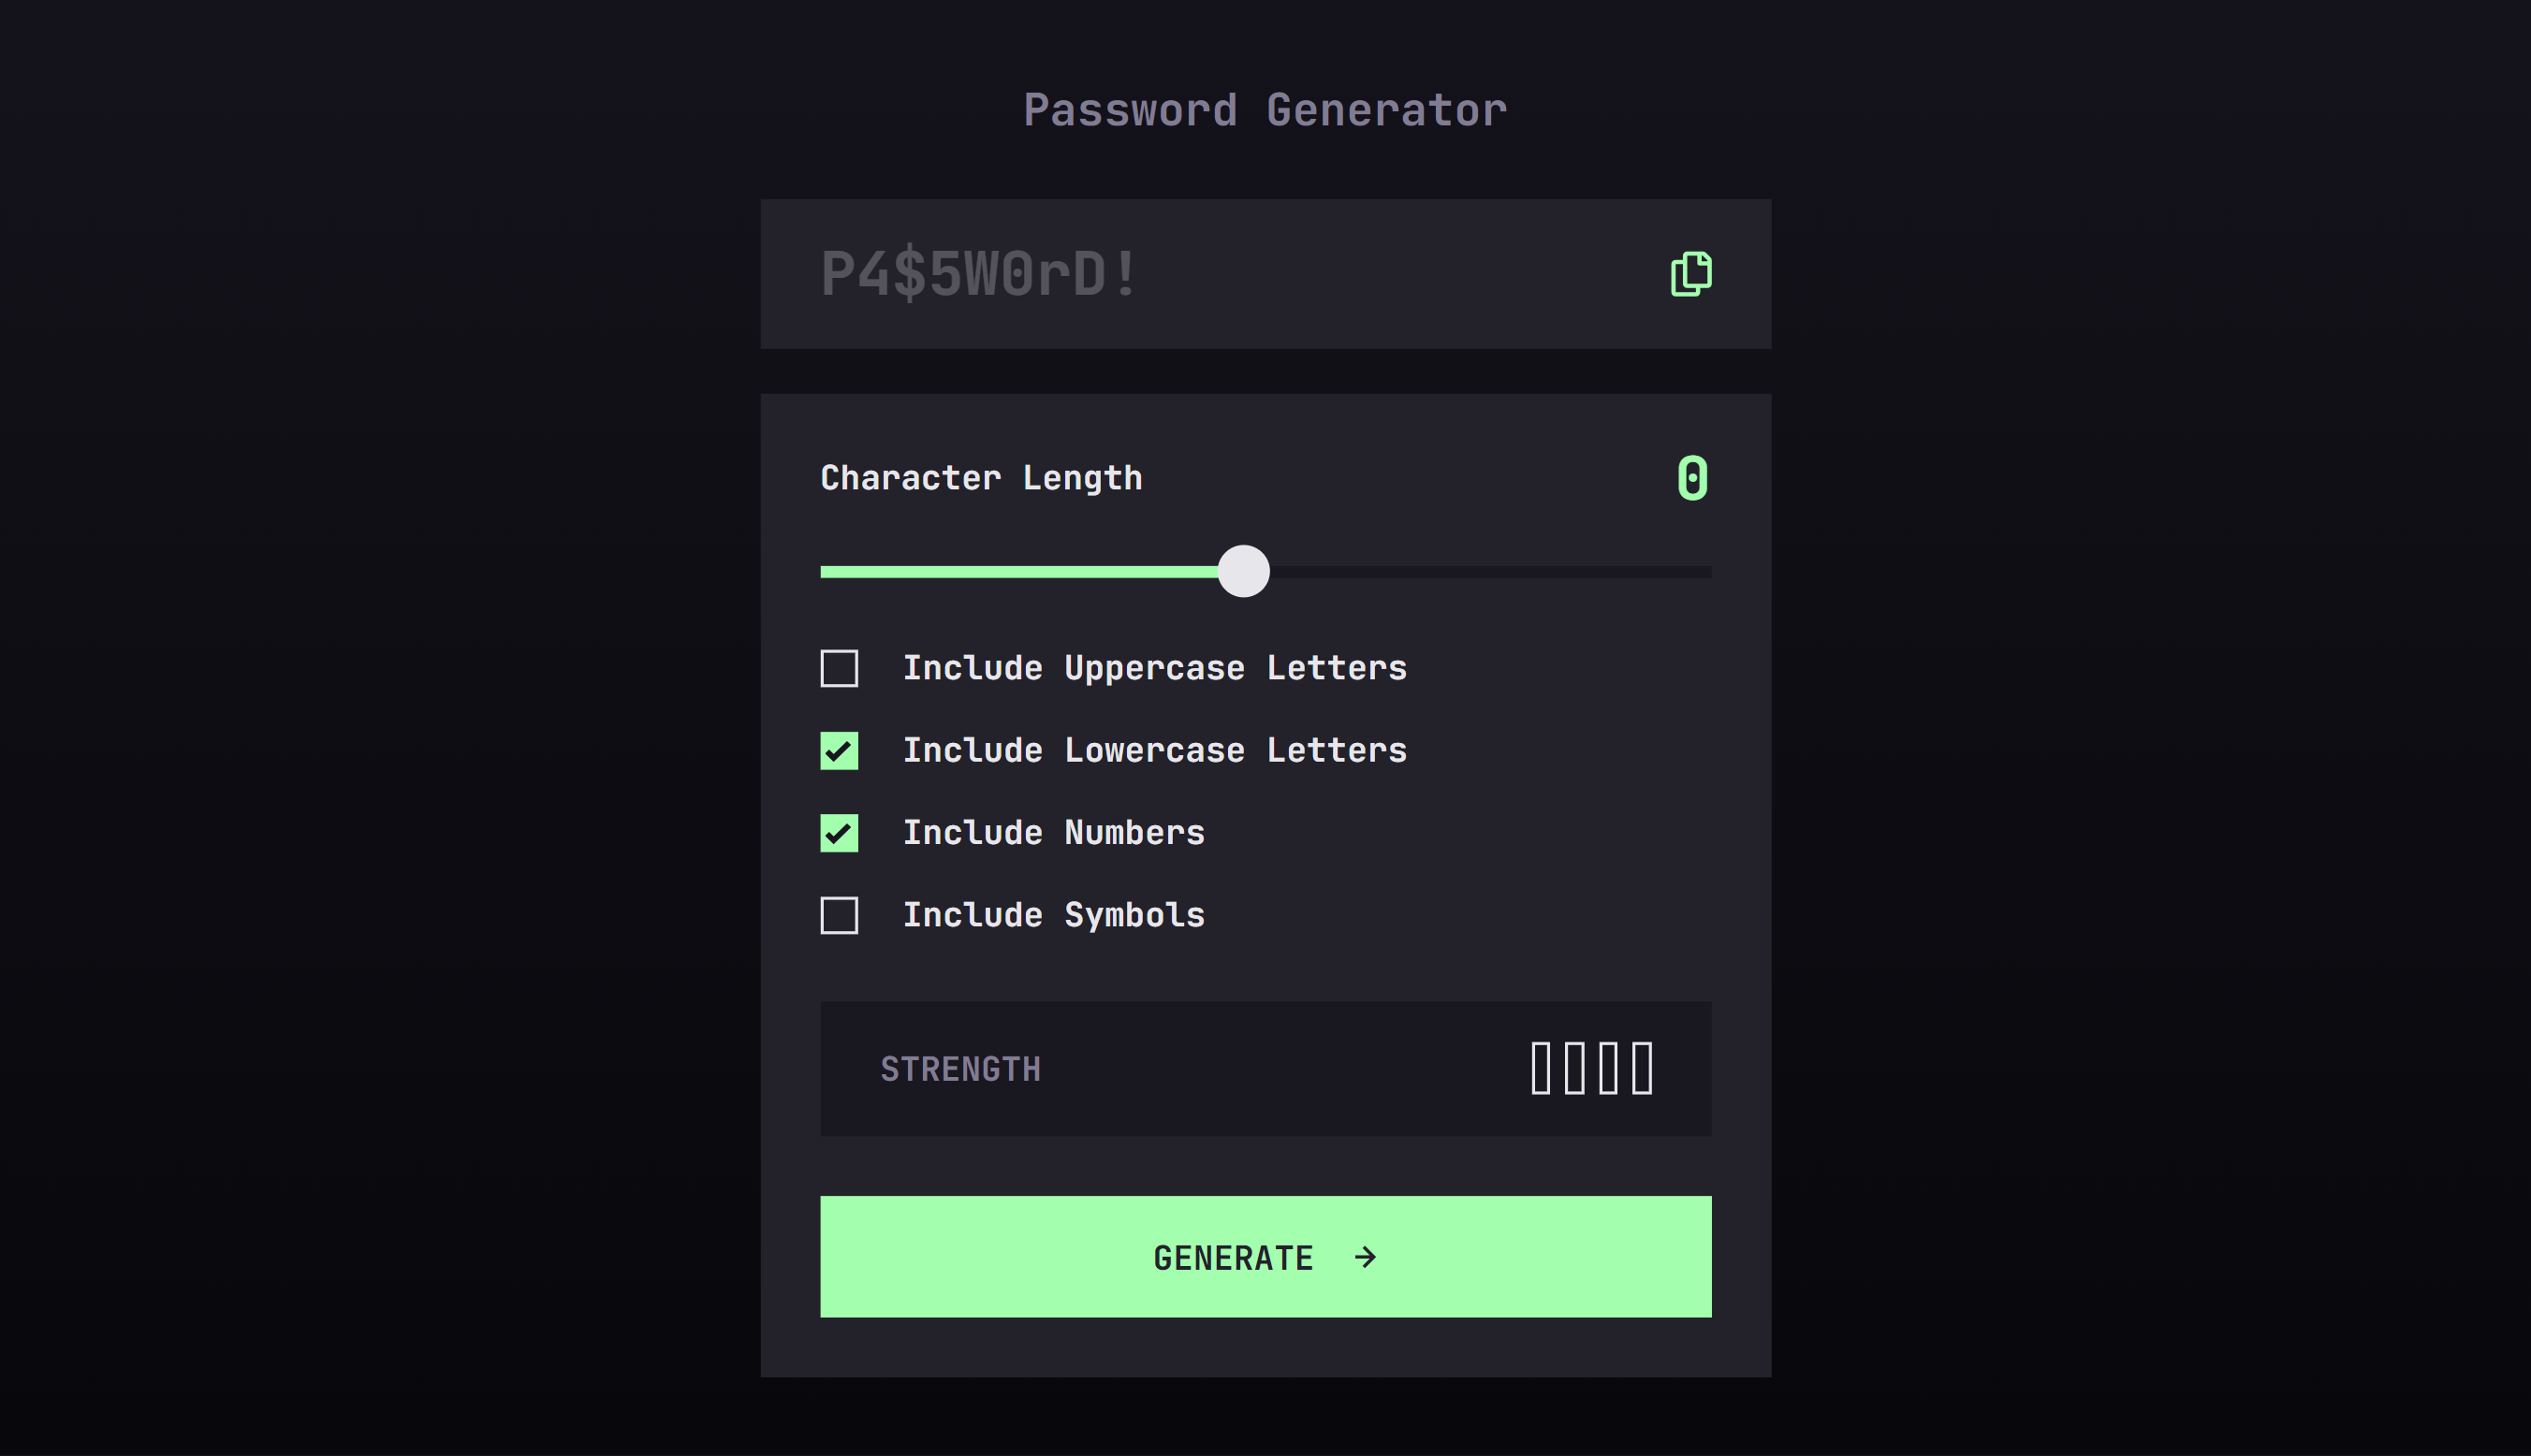 Password Generator
P4$5W0rD!
Character Length 0
Include Uppercase Letters
Include Lowercase Letters
Include Numbers
Include Symbols
STRENGTH
GENERATE →